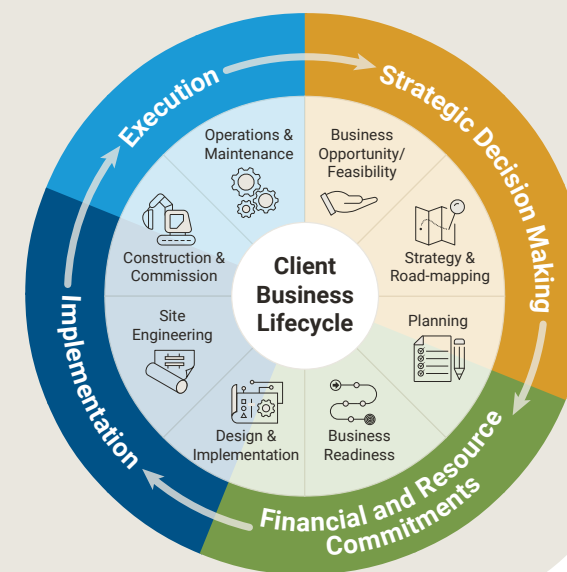 Client
Business
Lifecycle
Strategic Decision Making
Financial and Resource
Commitments
Implementation
Execution
Business
Opportunity/
Feasibility
Strategy &
Road-mapping
Planning
Business
Readiness
Design &
Implementation
Site
Engineering
Construction &
Commission
Operations &
Maintenance